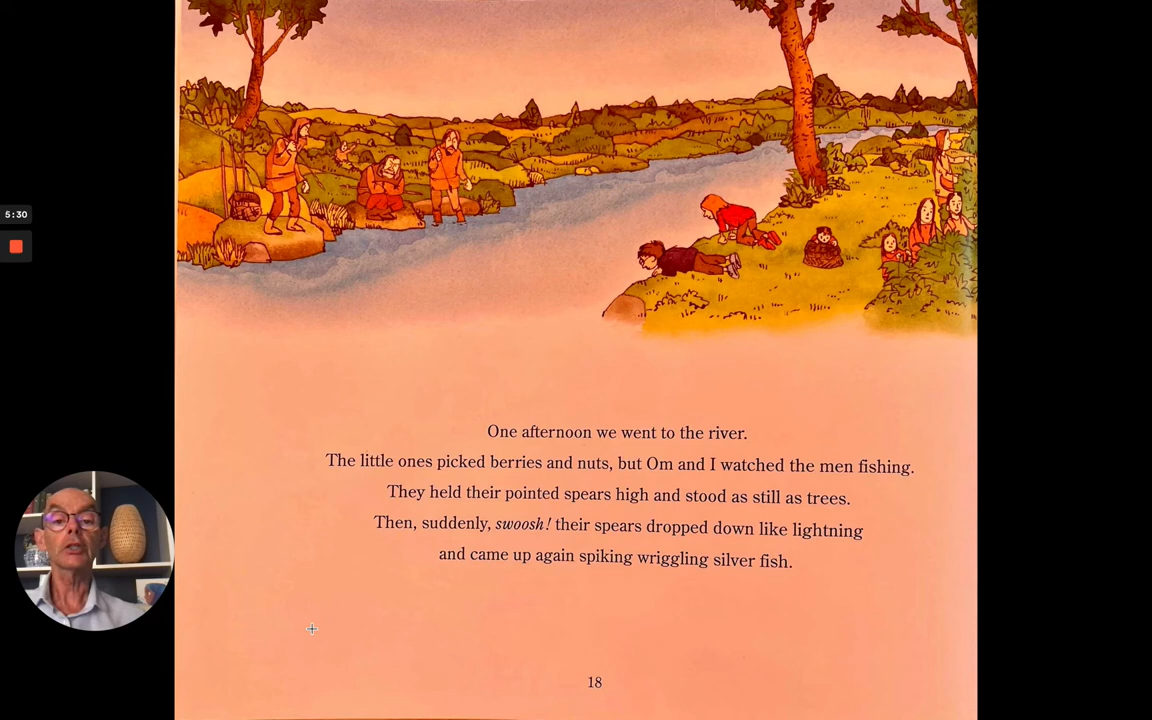 5:30
One afternoon we went to the river.
The little ones picked berries and nuts, but Om and I watched the men fishing.
They held their pointed spears high and stood as still as trees.
Then, suddenly, swoosh! their spears dropped down like lightning
and came up again spiking wriggling silver fish.
18